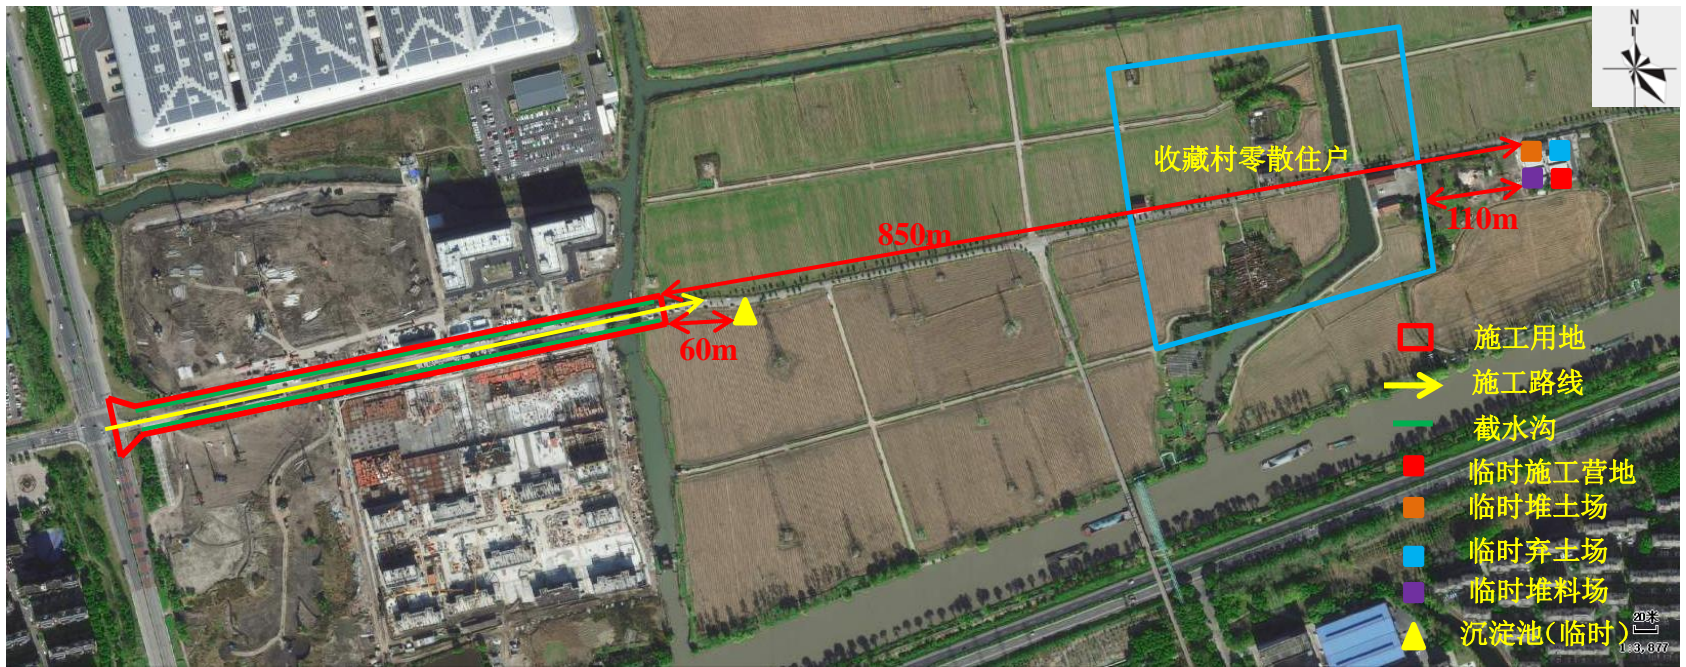 N
收藏村零散住户
850m
110m
60m
施工用地
施工路线
截水沟
临时施工营地
临时堆土场
临时弃土场
临时堆料场
沉淀池（临时）
20米
1:3,877